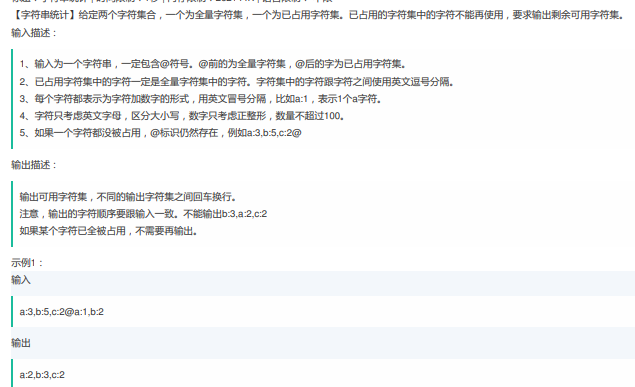 【字符串统计】给定两个字符集合，一个为全量字符集，一个为已占用字符集。已占用的字符集中的字符不能再使用，要求输出剩余可用字符集。
输入描述：
1、输入为一个字符串，一定包含@符号。@前的为全量字符集，@后的字为已占用字符集。
2、已占用字符集中的字符一定是全量字符集中的字符。字符集中的字符跟字符之间使用英文逗号分隔。
3、每个字符都表示为字符加数字的形式，用英文冒号分隔，比如a:1，表示1个a字符。
4、字符只考虑英文字母，区分大小写，数字只考虑正整形，数量不超过100。
5、如果一个字符都没被占用，@标识仍然存在，例如a:3,b:5,c:2@
输出描述：
输出可用字符集，不同的输出字符集之间回车换行。
注意，输出的字符顺序要跟输入一致。不能输出b:3,a:2,c:2
如果某个字符已全被占用，不需要再输出。
示例1：
输入
a:3,b:5,c:2@a:1,b:2
输出
a:2,b:3,c:2